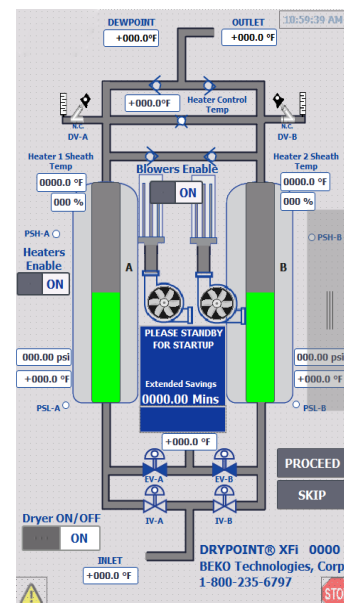 DEWPOINT
OUTLET
10:59:39 AM
+000.0°F
+000.0 °F
+000.0 °F
Heater Control
Temp
N.C.
DV-A
N.C.
DV-B
Heater 1 Sheath
Temp
Heater 2 Sheath
Temp
Blowers Enable
0000.0 °F
0000.0 °F
000 %
ON
000 %
PSH-A
PSH-B
Heaters
Enable
A
B
ON
PLEASE STANDBY
FOR STARTUP
000.00 psi
000.00 psi
+000.0 °F
Extended Savings
+000.0 °F
0000.00 Mins
PSL-A
PSL-B
+000.0 °F
PROCEED
EV-A
EV-B
SKIP
IV-A
IV-B
Dryer ON/OFF
ON
INLET
+000.0 °F
DRYPOINT® XFi 0000
BEKO Technologies, Corp
1-800-235-6797
STO